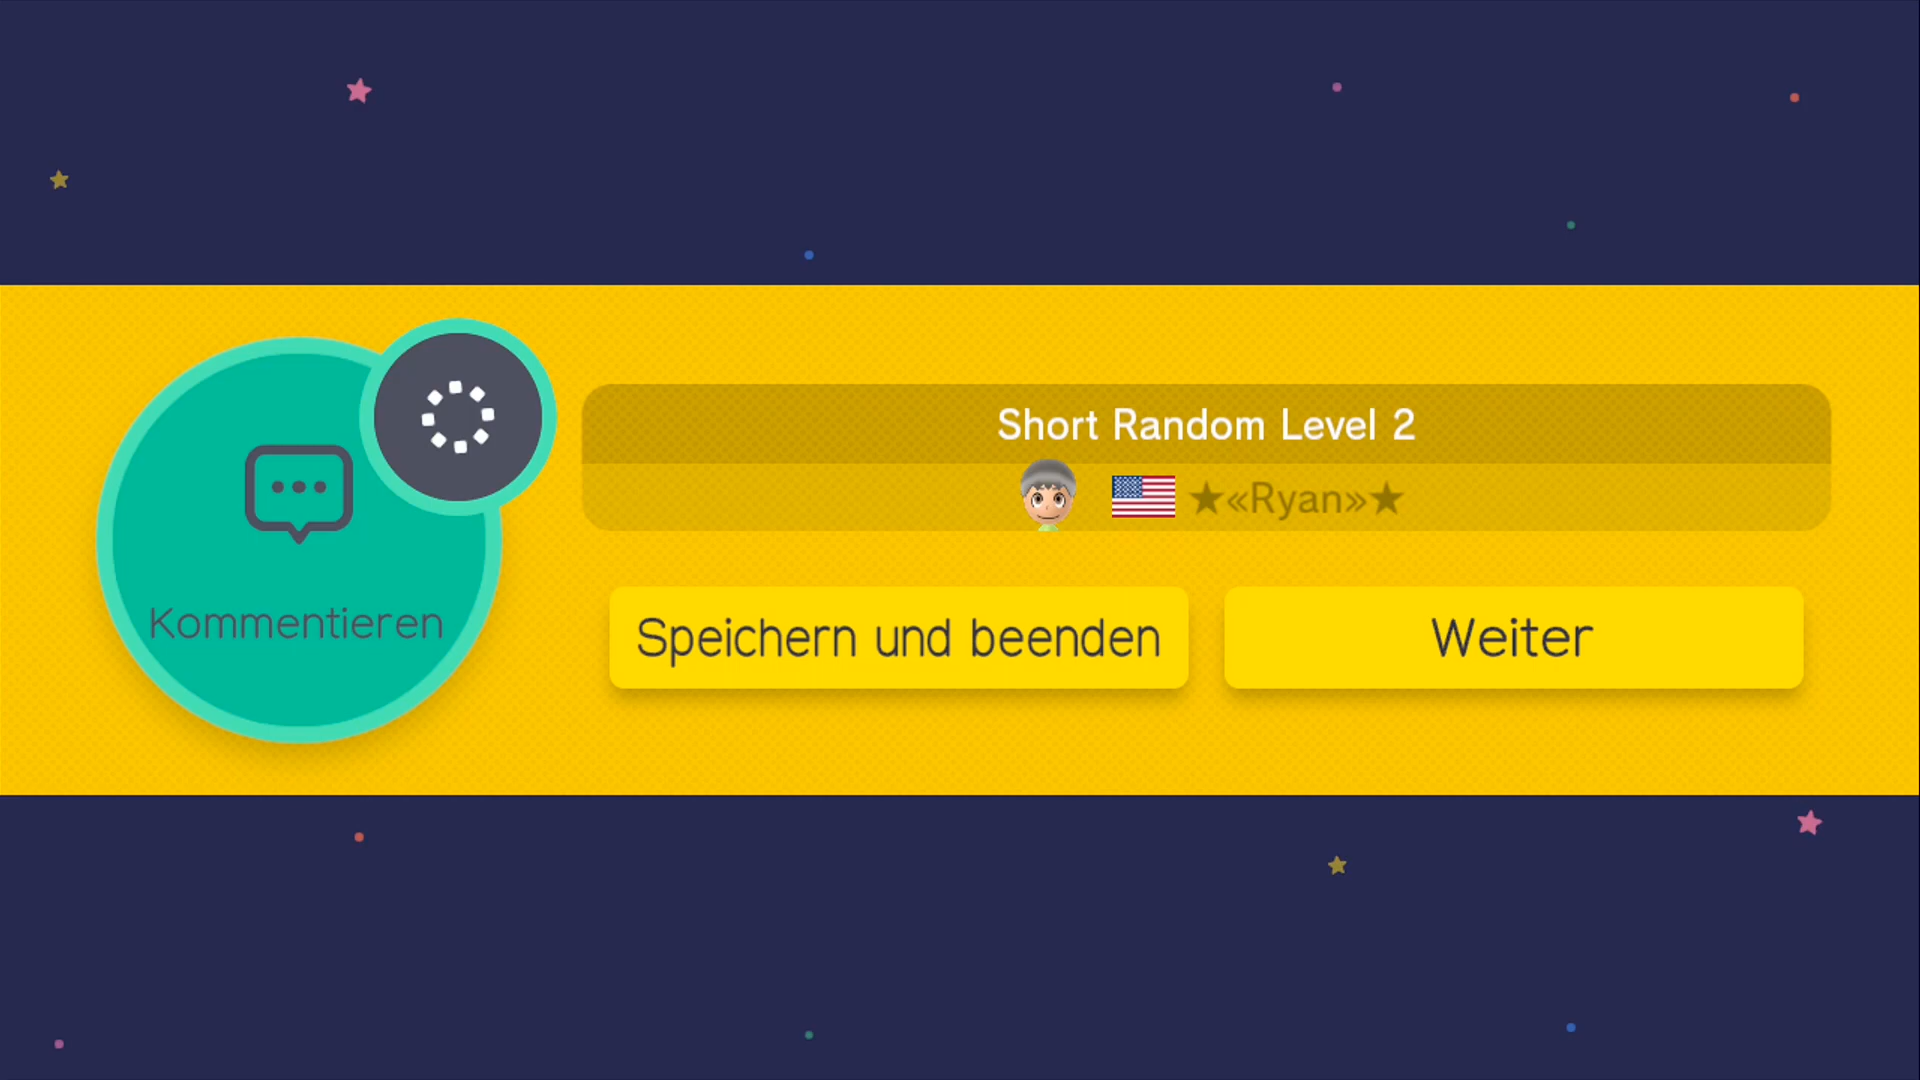 Short Random Level 2
★«Ryan»★
Kommentieren
Speichern und beenden
Weiter